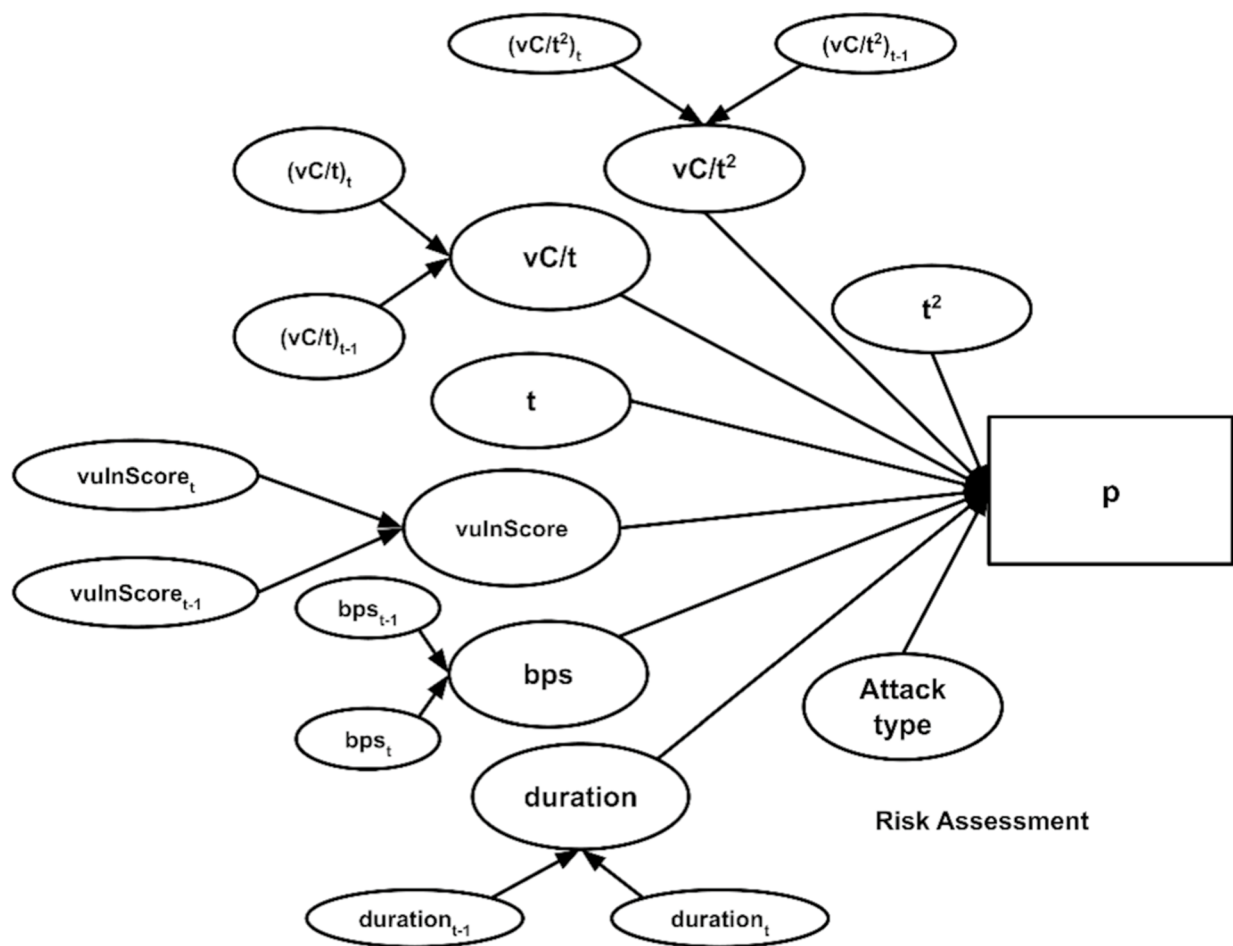 (vC/t²)ₜ
(vC/t²)ₜ₋₁
vC/t²
(vC/t)ₜ
vC/t
(vC/t)ₜ₋₁
t²
t
vulnScoreₜ
vulnScore
p
vulnScoreₜ₋₁
bpsₜ₋₁
bps
bpsₜ
Attack
type
duration
Risk Assessment
durationₜ₋₁
durationₜ